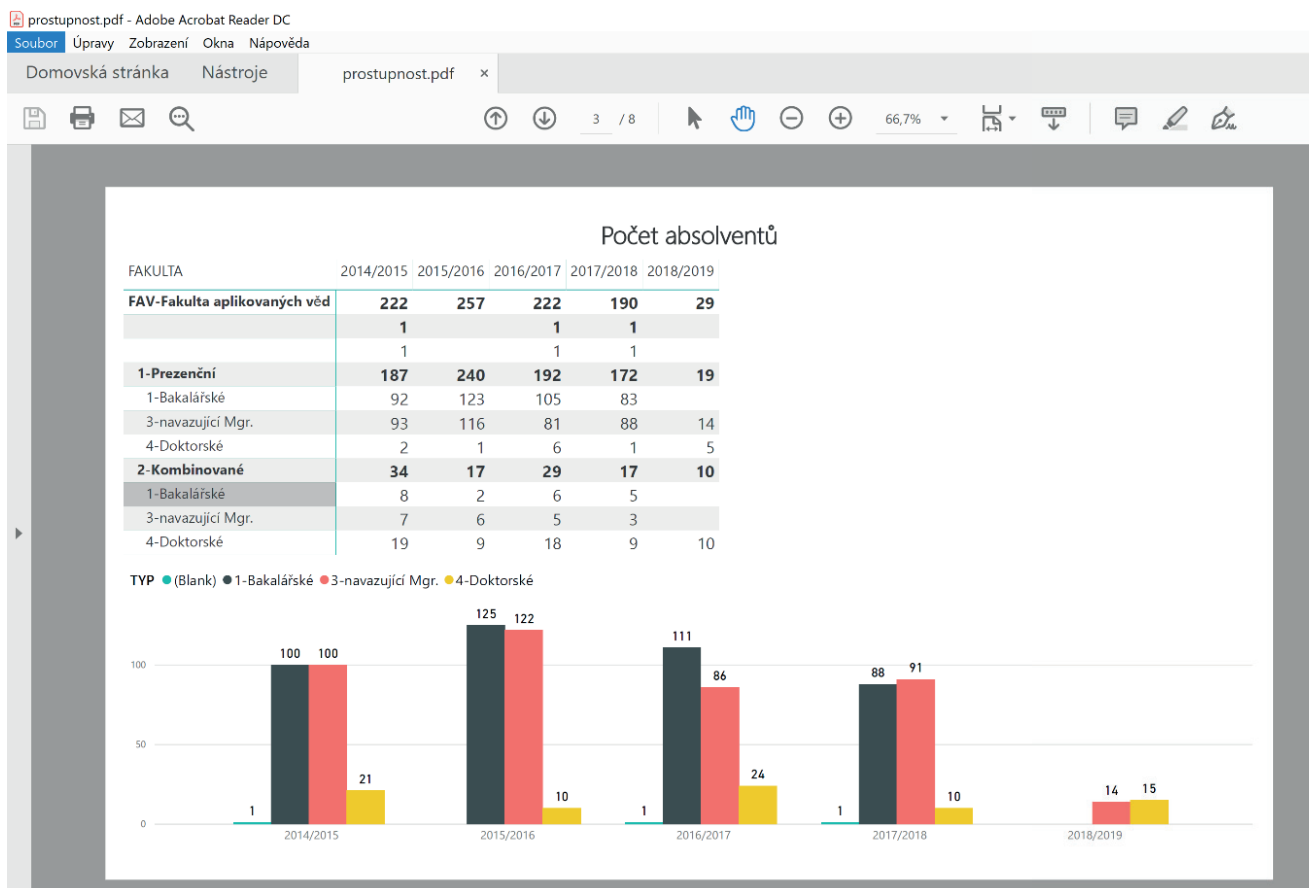 prostupnost.pdf - Adobe Acrobat Reader DC
Soubor Úpravy Zobrazení Okna Nápověda
Domovská stránka Nástroje prostupnost.pdf ×
3 / 8 66,7%
Počet absolventů
FAKULTA 2014/2015 2015/2016 2016/2017 2017/2018 2018/2019
FAV-Fakulta aplikovaných věd 222 257 222 190 29
1 1 1
1 1 1
1-Prezenční 187 240 192 172 19
1-Bakalářské 92 123 105 83
3-navazující Mgr. 93 116 81 88 14
4-Doktorské 2 1 6 1 5
2-Kombinované 34 17 29 17 10
1-Bakalářské 8 2 6 5
3-navazující Mgr. 7 6 5 3
4-Doktorské 19 9 18 9 10
TYP (Blank) 1-Bakalářské 3-navazující Mgr. 4-Doktorské
125 122
111
100 100
100 86 88 91
50
21 10 24 10 14 15
1 1 1
0
2014/2015 2015/2016 2016/2017 2017/2018 2018/2019